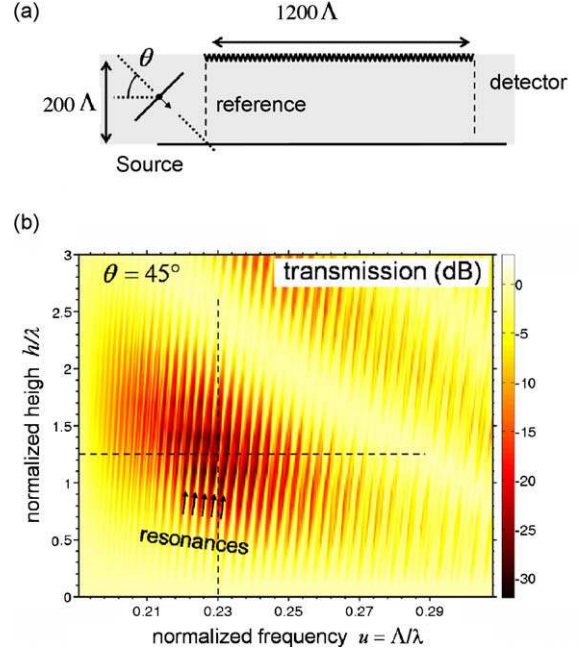 (a)
1200 Λ
θ
200 Λ
reference
detector
Source
(b)
θ = 45°
transmission (dB)
normalized heigh h/λ
3
2.5
2
1.5
1
0.5
0
resonances
0.21
0.23
0.25
0.27
0.29
normalized frequency u = Λ/λ
0
-5
-10
-15
-20
-25
-30